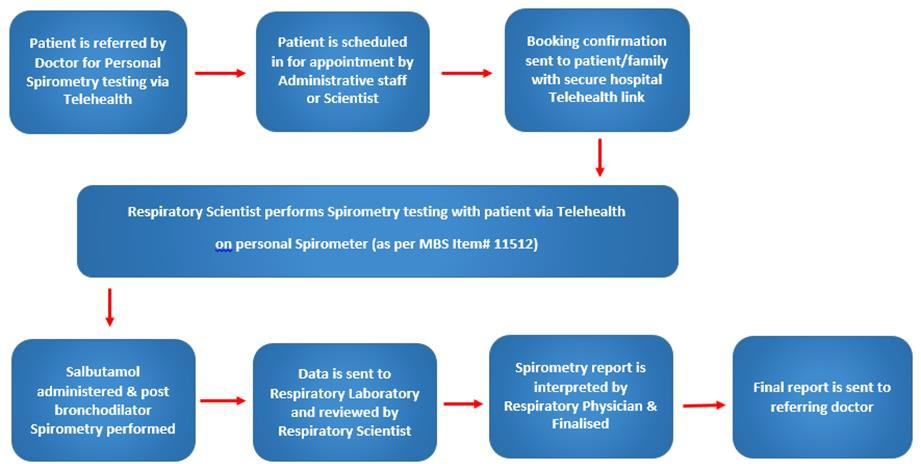 Patient is referred by
Doctor for Personal
Spirometry testing via
Telehealth
Patient is scheduled
in for appointment by
Administrative staff
or Scientist
Booking confirmation
sent to patient/family
with secure hospital
Telehealth link
Respiratory Scientist performs Spirometry testing with patient via Telehealth
on personal Spirometer (as per MBS Item# 11512)
Salbutamol
administered & post
bronchodilator
Spirometry performed
Data is sent to
Respiratory Laboratory
and reviewed by
Respiratory Scientist
Spirometry report is
interpreted by
Respiratory Physician &
Finalised
Final report is sent to
referring doctor